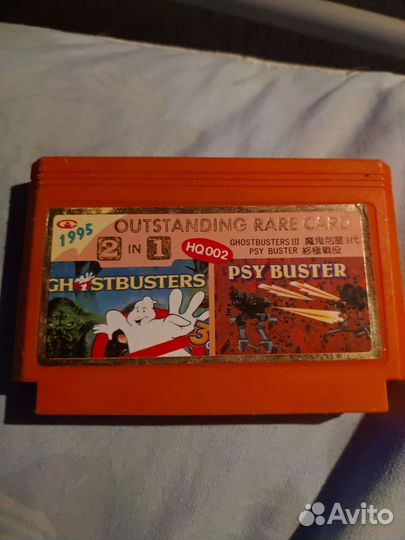 1995
OUTSTANDING RARE CARD
2 IN 1
HQ002
GHOSTBUSTERS III 魔鬼剋星3代
PSY BUSTER 終極戰役
GHOSTBUSTERS
3
PSY BUSTER
Avito